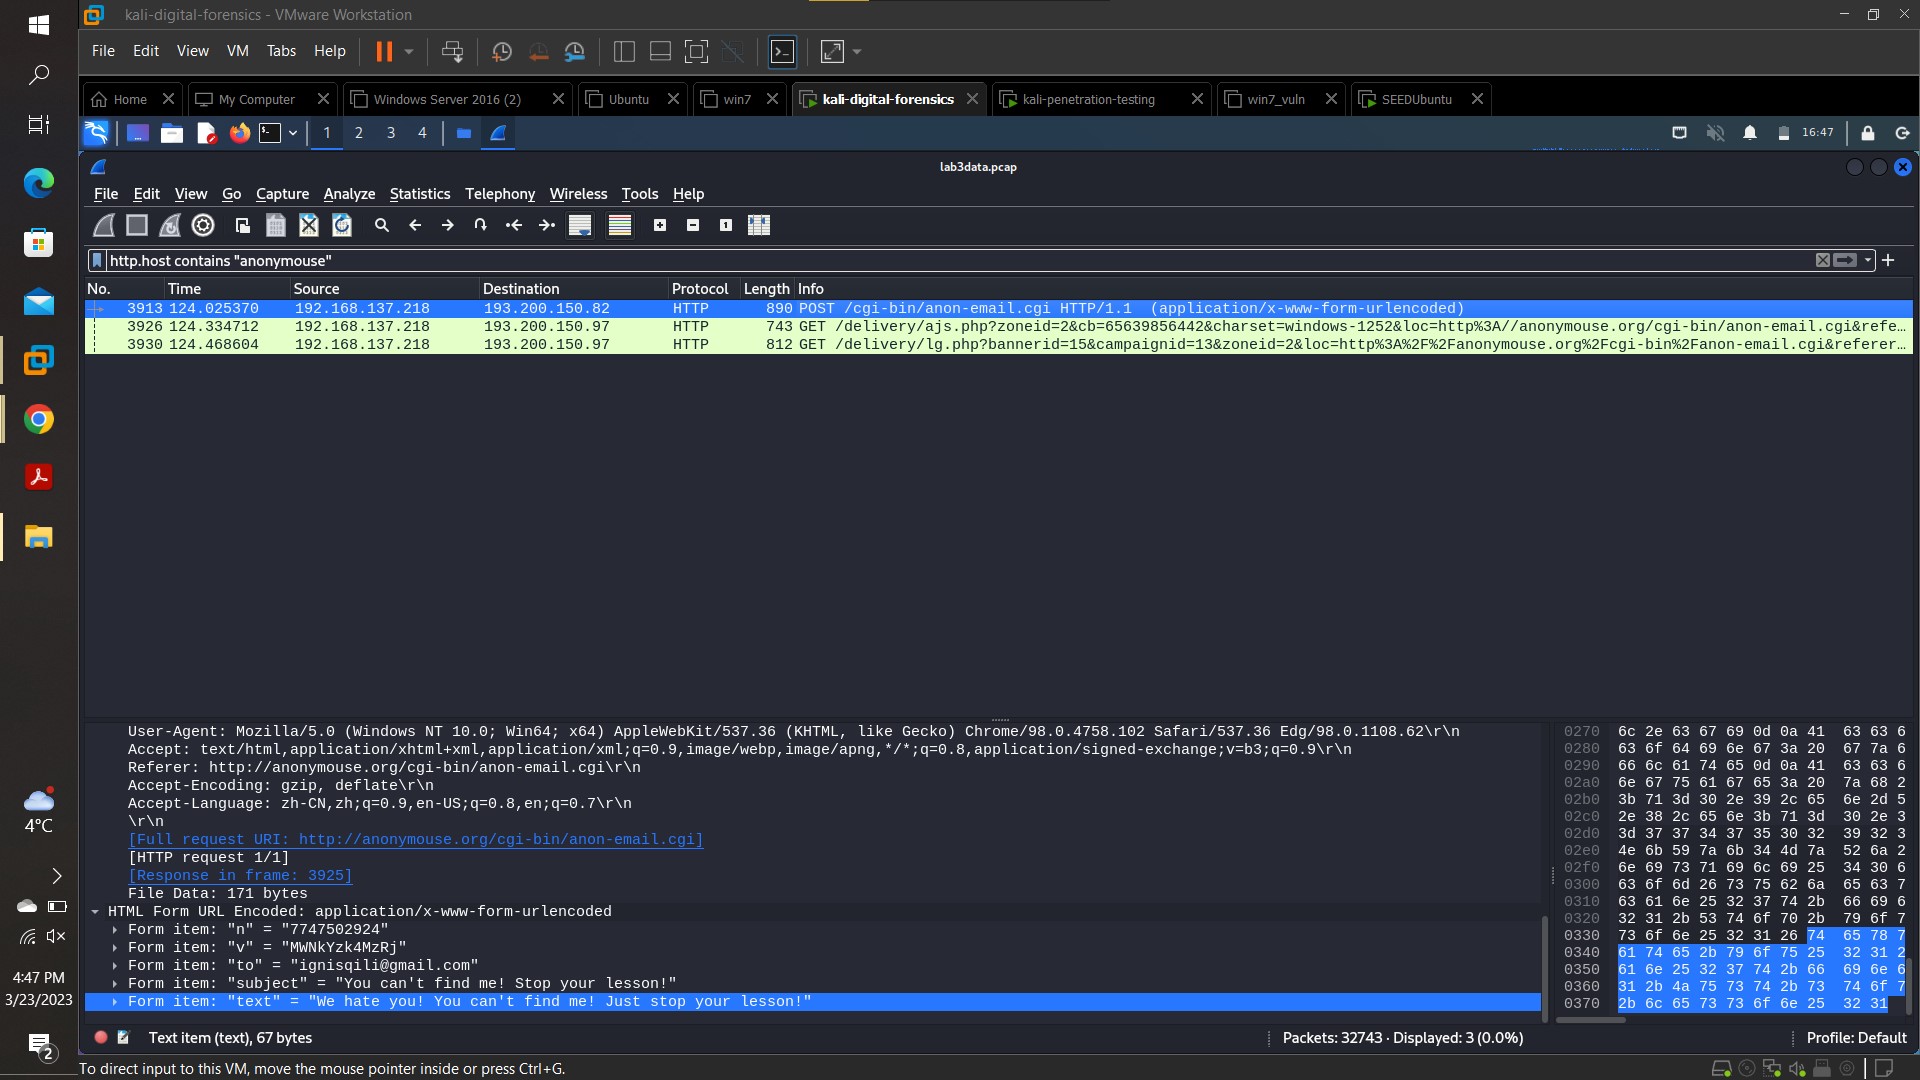 kali-digital-forensics - VMware Workstation
File Edit View VM Tabs Help
Home My Computer Windows Server 2016 (2) Ubuntu win7 kali-digital-forensics kali-penetration-testing win7_vuln SEEDUbuntu
1 2 3 4 16:47
lab3data.pcap
File Edit View Go Capture Analyze Statistics Telephony Wireless Tools Help
http.host contains "anonymouse"
No. Time Source Destination Protocol Length Info
3913 124.025370 192.168.137.218 193.200.150.82 HTTP 890 POST /cgi-bin/anon-email.cgi HTTP/1.1 (application/x-www-form-urlencoded)
3926 124.334712 192.168.137.218 193.200.150.97 HTTP 743 GET /delivery/ajs.php?zoneid=2&cb=65639856442&charset=windows-1252&loc=http%3A//anonymouse.org/cgi-bin/anon-email.cgi&refe…
3930 124.468604 192.168.137.218 193.200.150.97 HTTP 812 GET /delivery/lg.php?bannerid=15&campaignid=13&zoneid=2&loc=http%3A%2F%2Fanonymouse.org%2Fcgi-bin%2Fanon-email.cgi&referer…
User-Agent: Mozilla/5.0 (Windows NT 10.0; Win64; x64) AppleWebKit/537.36 (KHTML, like Gecko) Chrome/98.0.4758.102 Safari/537.36 Edg/98.0.1108.62\r\n
Accept: text/html,application/xhtml+xml,application/xml;q=0.9,image/webp,image/apng,*/*;q=0.8,application/signed-exchange;v=b3;q=0.9\r\n
Referer: http://anonymouse.org/cgi-bin/anon-email.cgi\r\n
Accept-Encoding: gzip, deflate\r\n
Accept-Language: zh-CN,zh;q=0.9,en-US;q=0.8,en;q=0.7\r\n
\r\n
[Full request URI: http://anonymouse.org/cgi-bin/anon-email.cgi]
[HTTP request 1/1]
[Response in frame: 3925]
File Data: 171 bytes
HTML Form URL Encoded: application/x-www-form-urlencoded
Form item: "n" = "7747502924"
Form item: "v" = "MWNkYzk4MzRj"
Form item: "to" = "ignisqili@gmail.com"
Form item: "subject" = "You can't find me! Stop your lesson!"
Form item: "text" = "We hate you! You can't find me! Just stop your lesson!"
0270 6c 2e 63 67 69 0d 0a 41 63 63 6
0280 63 6f 64 69 6e 67 3a 20 67 7a 6
0290 66 6c 61 74 65 0d 0a 41 63 63 6
02a0 6e 67 75 61 67 65 3a 20 7a 68 2
02b0 3b 71 3d 30 2e 39 2c 65 6e 2d 5
02c0 2e 38 2c 65 6e 3b 71 3d 30 2e 3
02d0 3d 37 37 34 37 35 30 32 39 32 3
02e0 4e 6b 59 7a 6b 34 4d 7a 52 6a 2
02f0 6e 69 73 71 69 6c 69 25 34 30 6
0300 63 6f 6d 26 73 75 62 6a 65 63 7
0310 63 61 6e 25 32 37 74 2b 66 69 6
0320 32 31 2b 53 74 6f 70 2b 79 6f 7
0330 73 6f 6e 25 32 31 26 74 65 78 7
0340 61 74 65 2b 79 6f 75 25 32 31 2
0350 61 6e 25 32 37 74 2b 66 69 6e 6
0360 31 2b 4a 75 73 74 2b 73 74 6f 7
0370 2b 6c 65 73 73 6f 6e 25 32 31
Text item (text), 67 bytes Packets: 32743 · Displayed: 3 (0.0%) Profile: Default
To direct input to this VM, move the mouse pointer inside or press Ctrl+G.
4°C
4:47 PM
3/23/2023
2